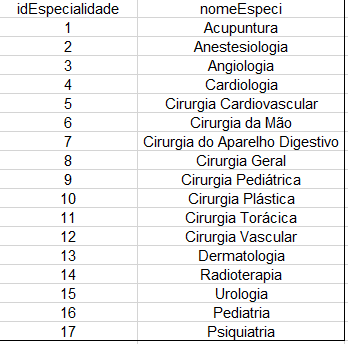 idEspecialidade nomeEspeci
1 Acupuntura
2 Anestesiologia
3 Angiologia
4 Cardiologia
5 Cirurgia Cardiovascular
6 Cirurgia da Mão
7 Cirurgia do Aparelho Digestivo
8 Cirurgia Geral
9 Cirurgia Pediátrica
10 Cirurgia Plástica
11 Cirurgia Torácica
12 Cirurgia Vascular
13 Dermatologia
14 Radioterapia
15 Urologia
16 Pediatria
17 Psiquiatria